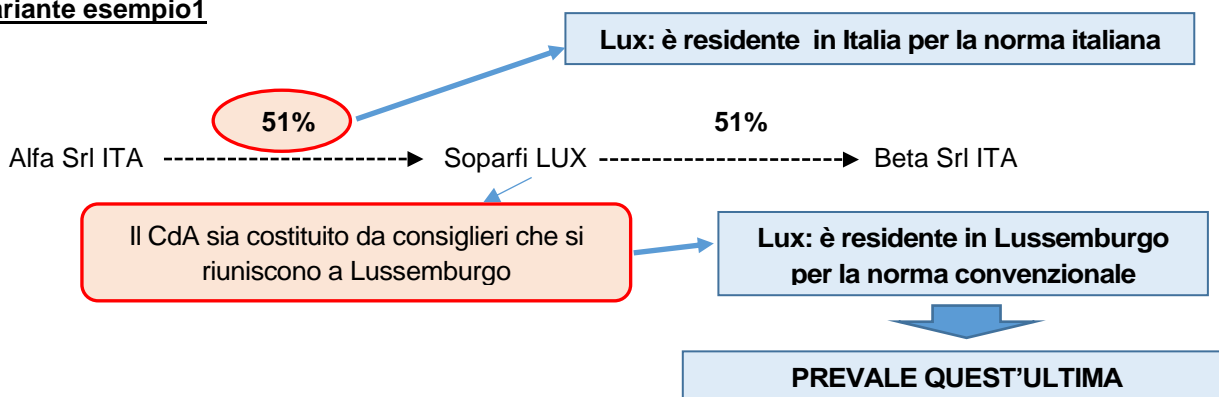 ariante esempio1
Lux: è residente in Italia per la norma italiana
51%
51%
Alfa Srl ITA
Soparfi LUX
Beta Srl ITA
Il CdA sia costituito da consiglieri che si
riuniscono a Lussemburgo
Lux: è residente in Lussemburgo
per la norma convenzionale
PREVALE QUEST'ULTIMA